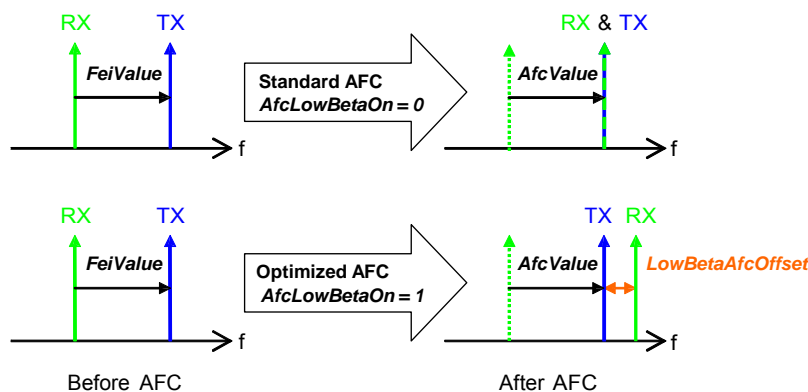 RX TX
FeiValue
Standard AFC
AfcLowBetaOn = 0
RX & TX
AfcValue
f
f
RX TX
FeiValue
Optimized AFC
AfcLowBetaOn = 1
TX RX
AfcValue
LowBetaAfcOffset
f
f
Before AFC
After AFC